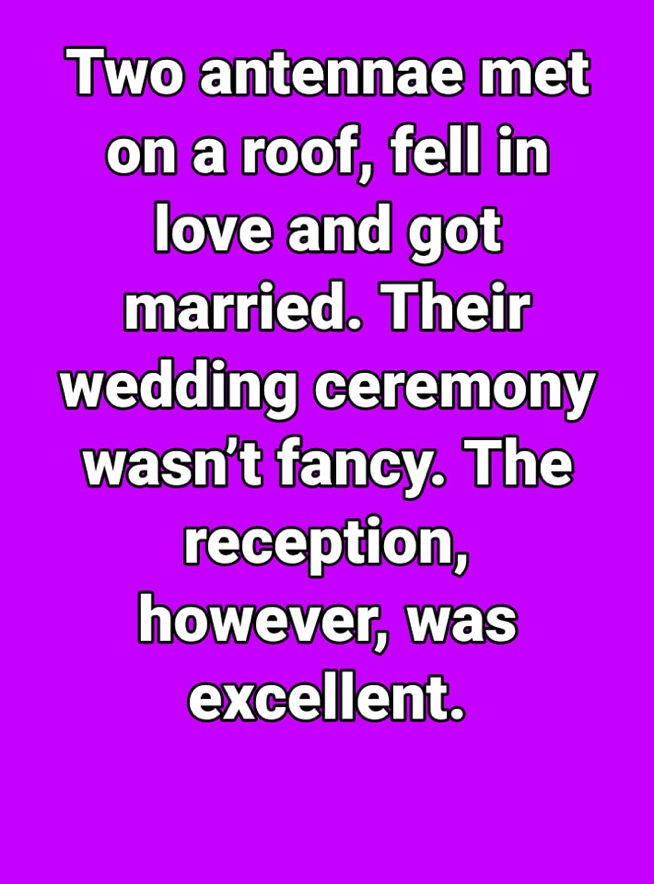 Two antennae met
on a roof, fell in
love and got
married. Their
wedding ceremony
wasn’t fancy. The
reception,
however, was
excellent.